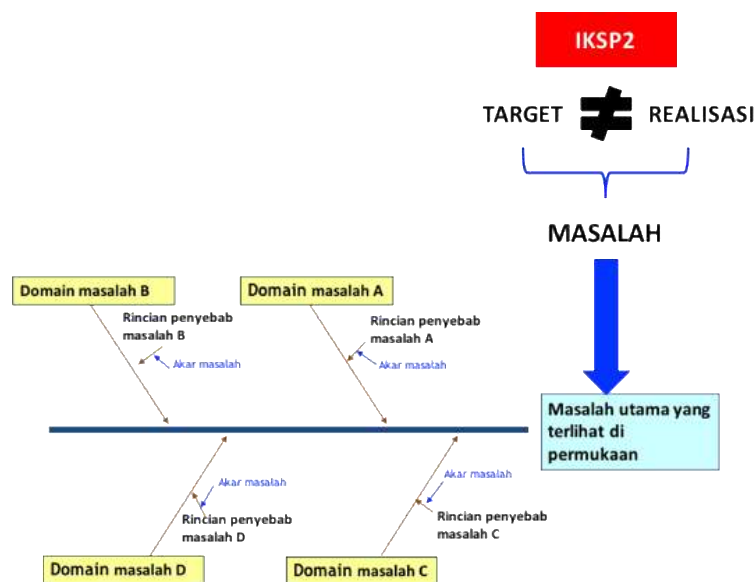 IKSP2
TARGET ≠ REALISASI
MASALAH
Domain masalah B
Domain masalah A
Rincian penyebab
masalah B
Akar masalah
Rincian penyebab
masalah A
Akar masalah
Masalah utama yang
terlihat di
permukaan
Akar masalah
Rincian penyebab
masalah D
Akar masalah
Rincian penyebab
masalah C
Domain masalah D
Domain masalah C